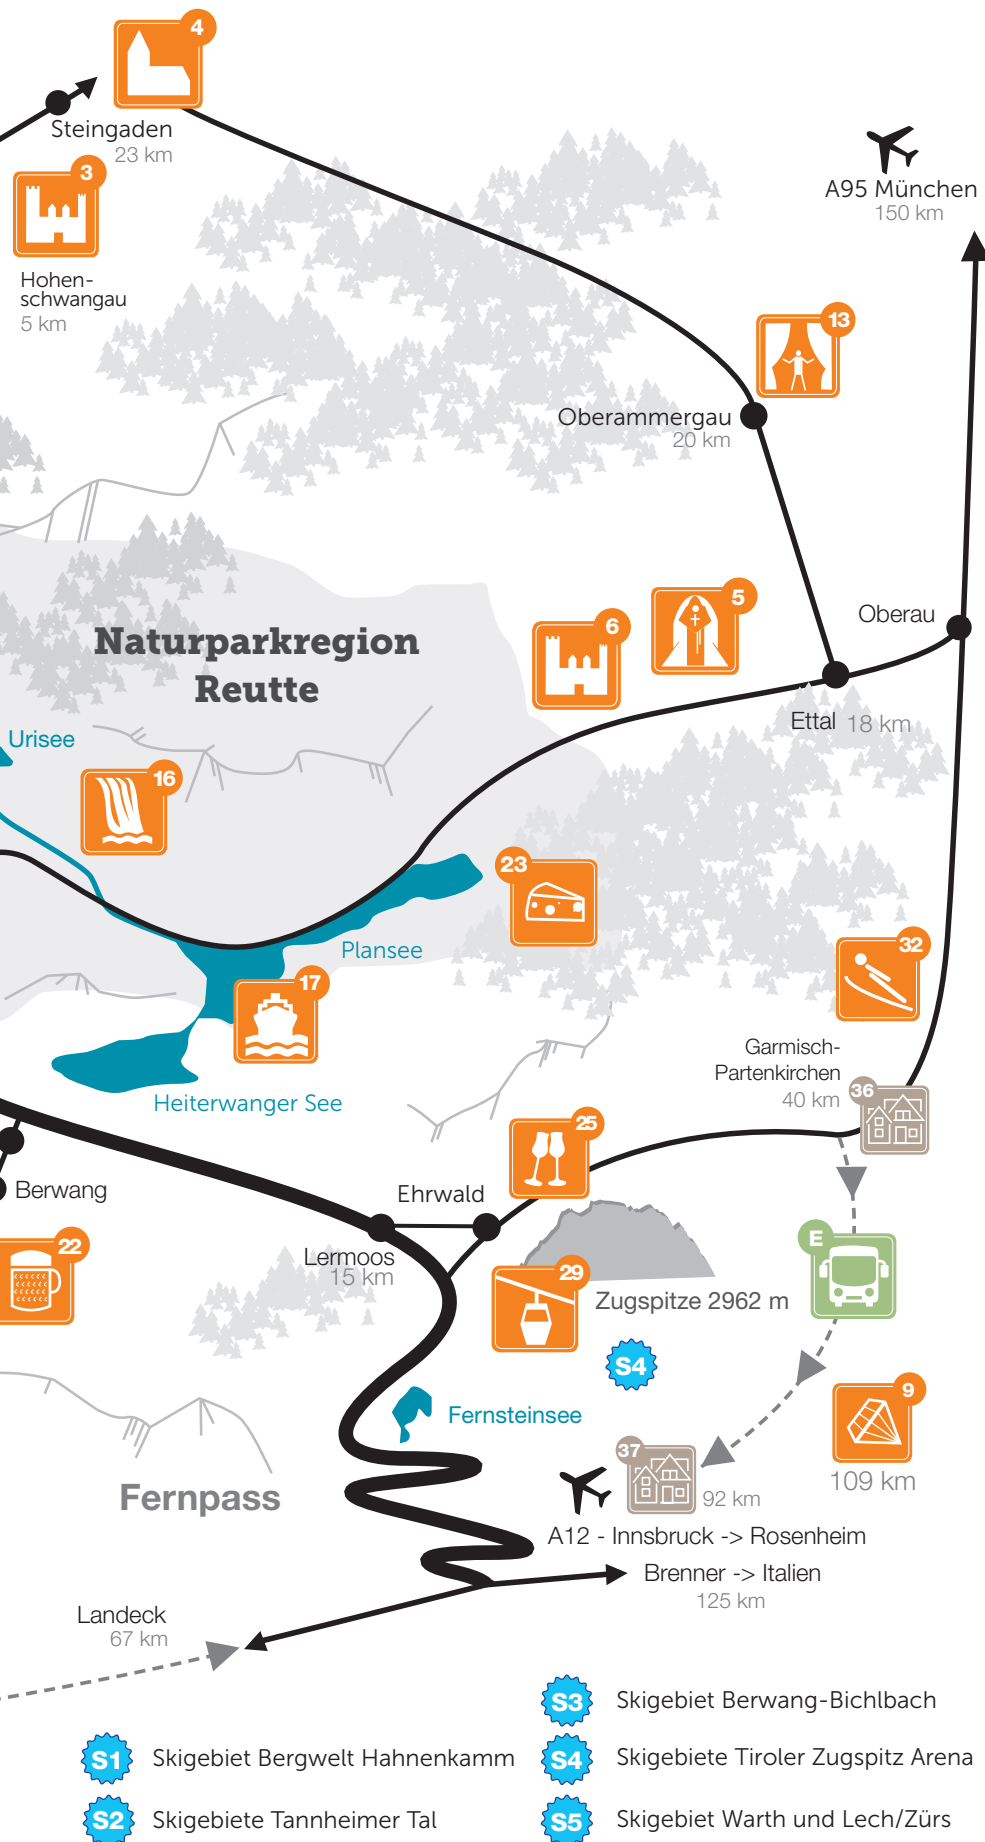 4
Steingaden
23 km
3
Hohen-
schwangau
5 km
A95 München
150 km
13
Oberammergau
20 km
Naturparkregion
Reutte
6
5
Oberau
Ettal 18 km
Urisee
16
23
Plansee
17
32
Heiterwanger See
Garmisch-
Partenkirchen
40 km
36
25
Berwang
Ehrwald
22
Lermoos
15 km
E
29
Zugspitze 2962 m
S4
9
109 km
Fernsteinsee
Fernpass
37
92 km
A12 - Innsbruck -> Rosenheim
Brenner -> Italien
125 km
Landeck
67 km
S3 Skigebiet Berwang-Bichlbach
S1 Skigebiet Bergwelt Hahnenkamm
S4 Skigebiete Tiroler Zugspitz Arena
S2 Skigebiete Tannheimer Tal
S5 Skigebiet Warth und Lech/Zürs